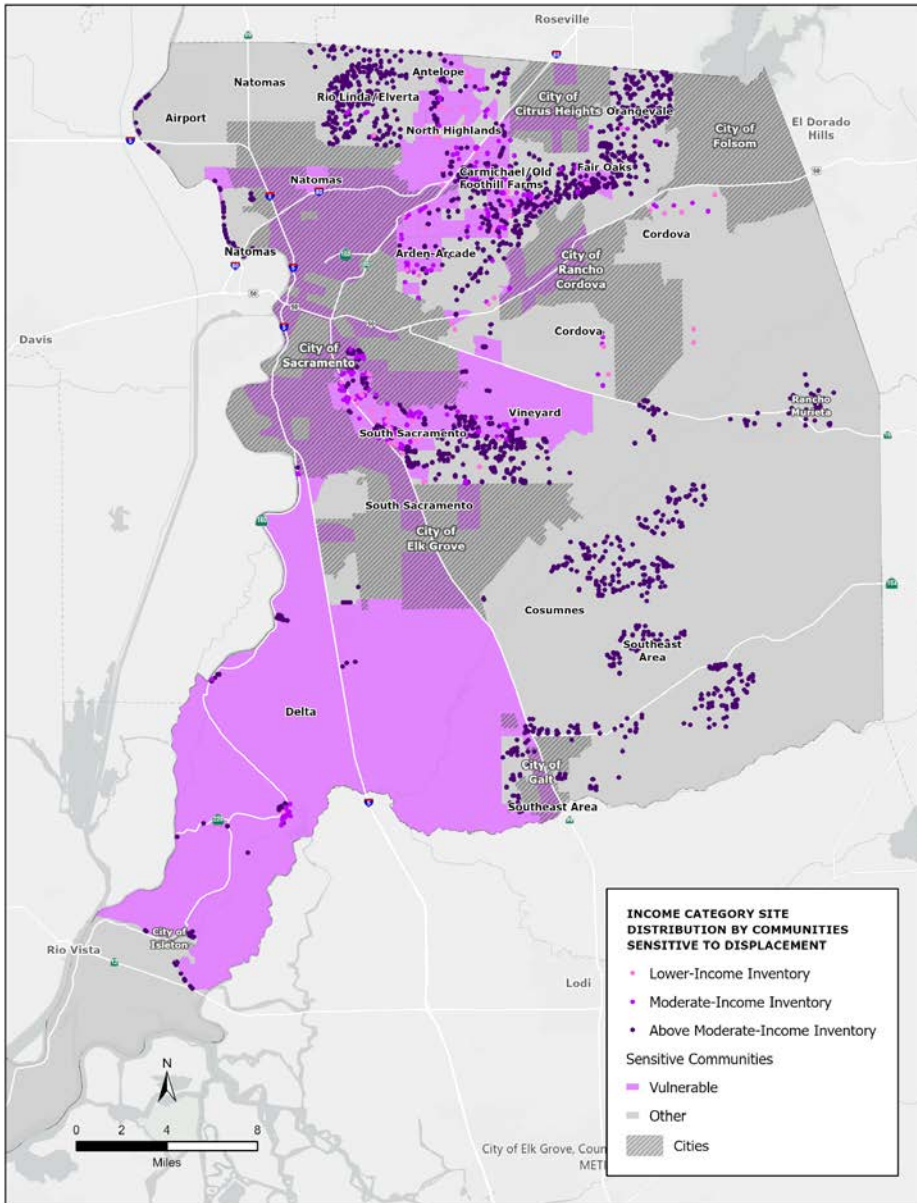 Roseville
Natomas
Antelope
Rio Linda/Elverta
Airport
City of
Citrus Heights
Orangevale
El Dorado
Hills
City of
Folsom
North Highlands
Natomas
Carmichael/Old
Foothill Farms
Fair Oaks
Natomas
Arden-Arcade
Cordova
City of
Rancho
Cordova
Davis
City of
Sacramento
Cordova
Rancho
Murieta
Vineyard
South Sacramento
South Sacramento
City of
Elk Grove
Cosumnes
Southeast
Area
Delta
City of
Galt
Southeast Area
City of
Isleton
Rio Vista
Lodi
INCOME CATEGORY SITE
DISTRIBUTION BY COMMUNITIES
SENSITIVE TO DISPLACEMENT
Lower-Income Inventory
Moderate-Income Inventory
Above Moderate-Income Inventory
Sensitive Communities
Vulnerable
Other
Cities
N
0 2 4 8
Miles
City of Elk Grove, Coun